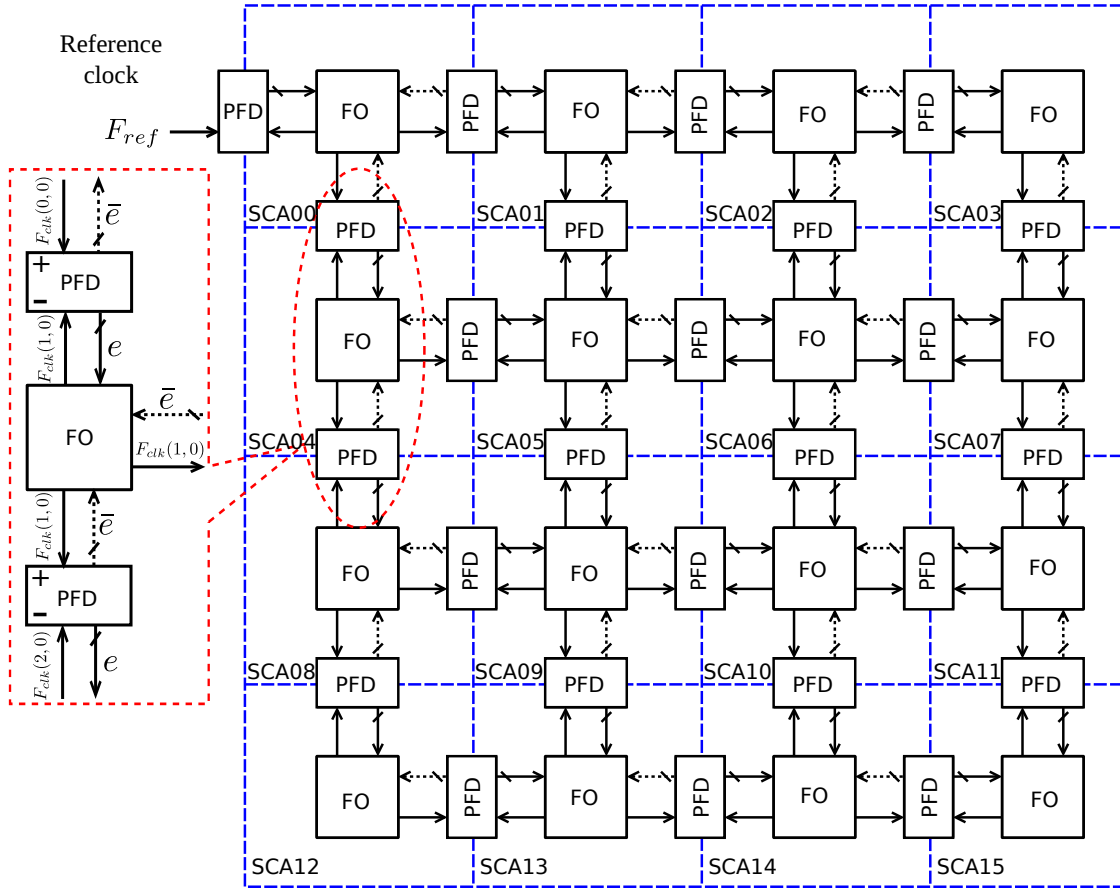 Reference
clock
F_ref
PFD FO PFD FO PFD FO PFD FO
SCA00 SCA01 SCA02 SCA03
PFD PFD PFD PFD
FO PFD FO PFD FO PFD FO
SCA04 SCA05 SCA06 SCA07
PFD PFD PFD PFD
FO PFD FO PFD FO PFD FO
SCA08 SCA09 SCA10 SCA11
PFD PFD PFD PFD
FO PFD FO PFD FO PFD FO
SCA12 SCA13 SCA14 SCA15
F_clk(0,0)
ē
+
PFD
−
F_clk(1,0)
e
ē
FO
F_clk(1,0)
F_clk(1,0)
ē
+
PFD
−
F_clk(2,0)
e